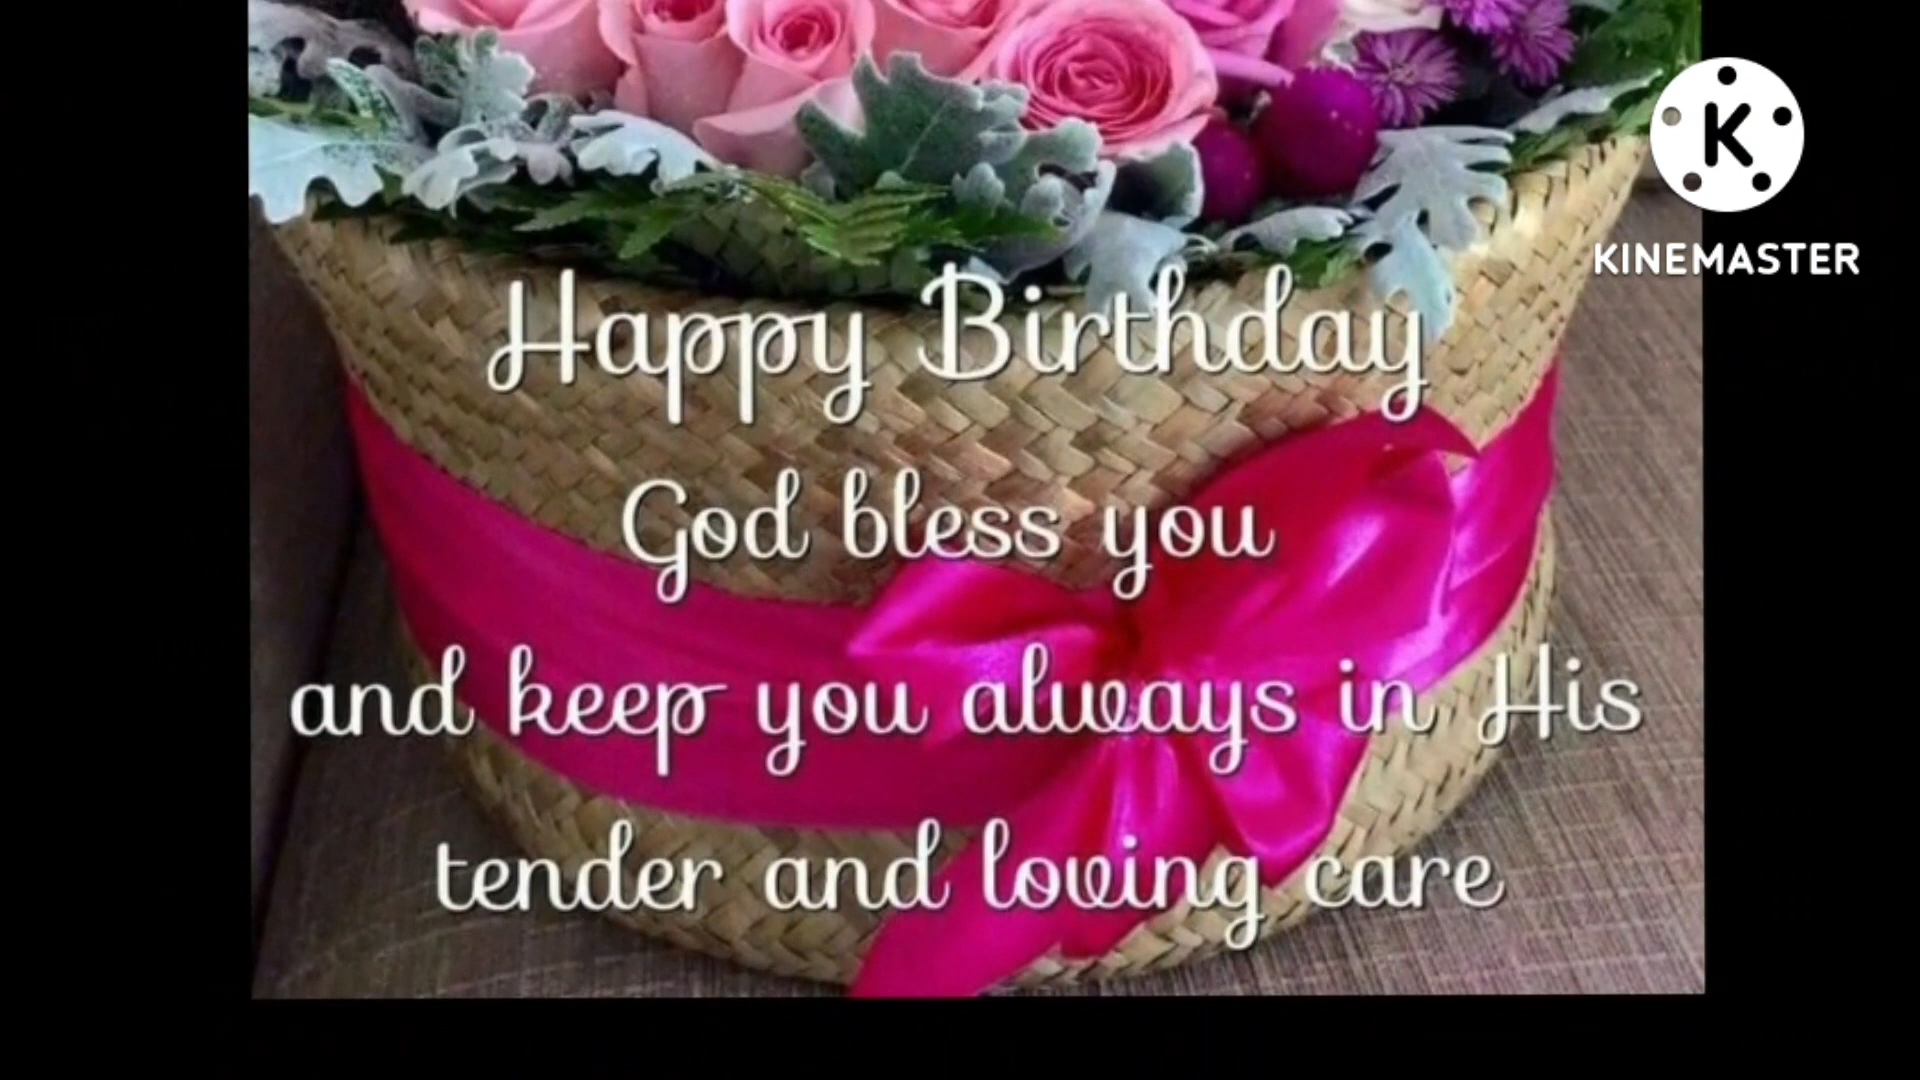 K
KINEMASTER
Happy Birthday
God bless you
and keep you always in His
tender and loving care